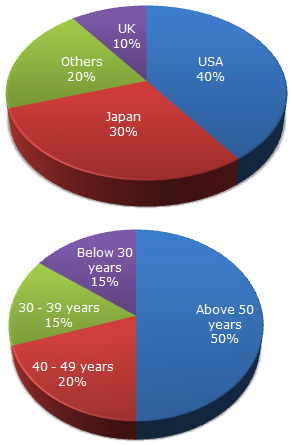 UK
10%
USA
40%
Others
20%
Japan
30%
Below 30
years
15%
Above 50
years
50%
30 - 39 years
15%
40 - 49 years
20%